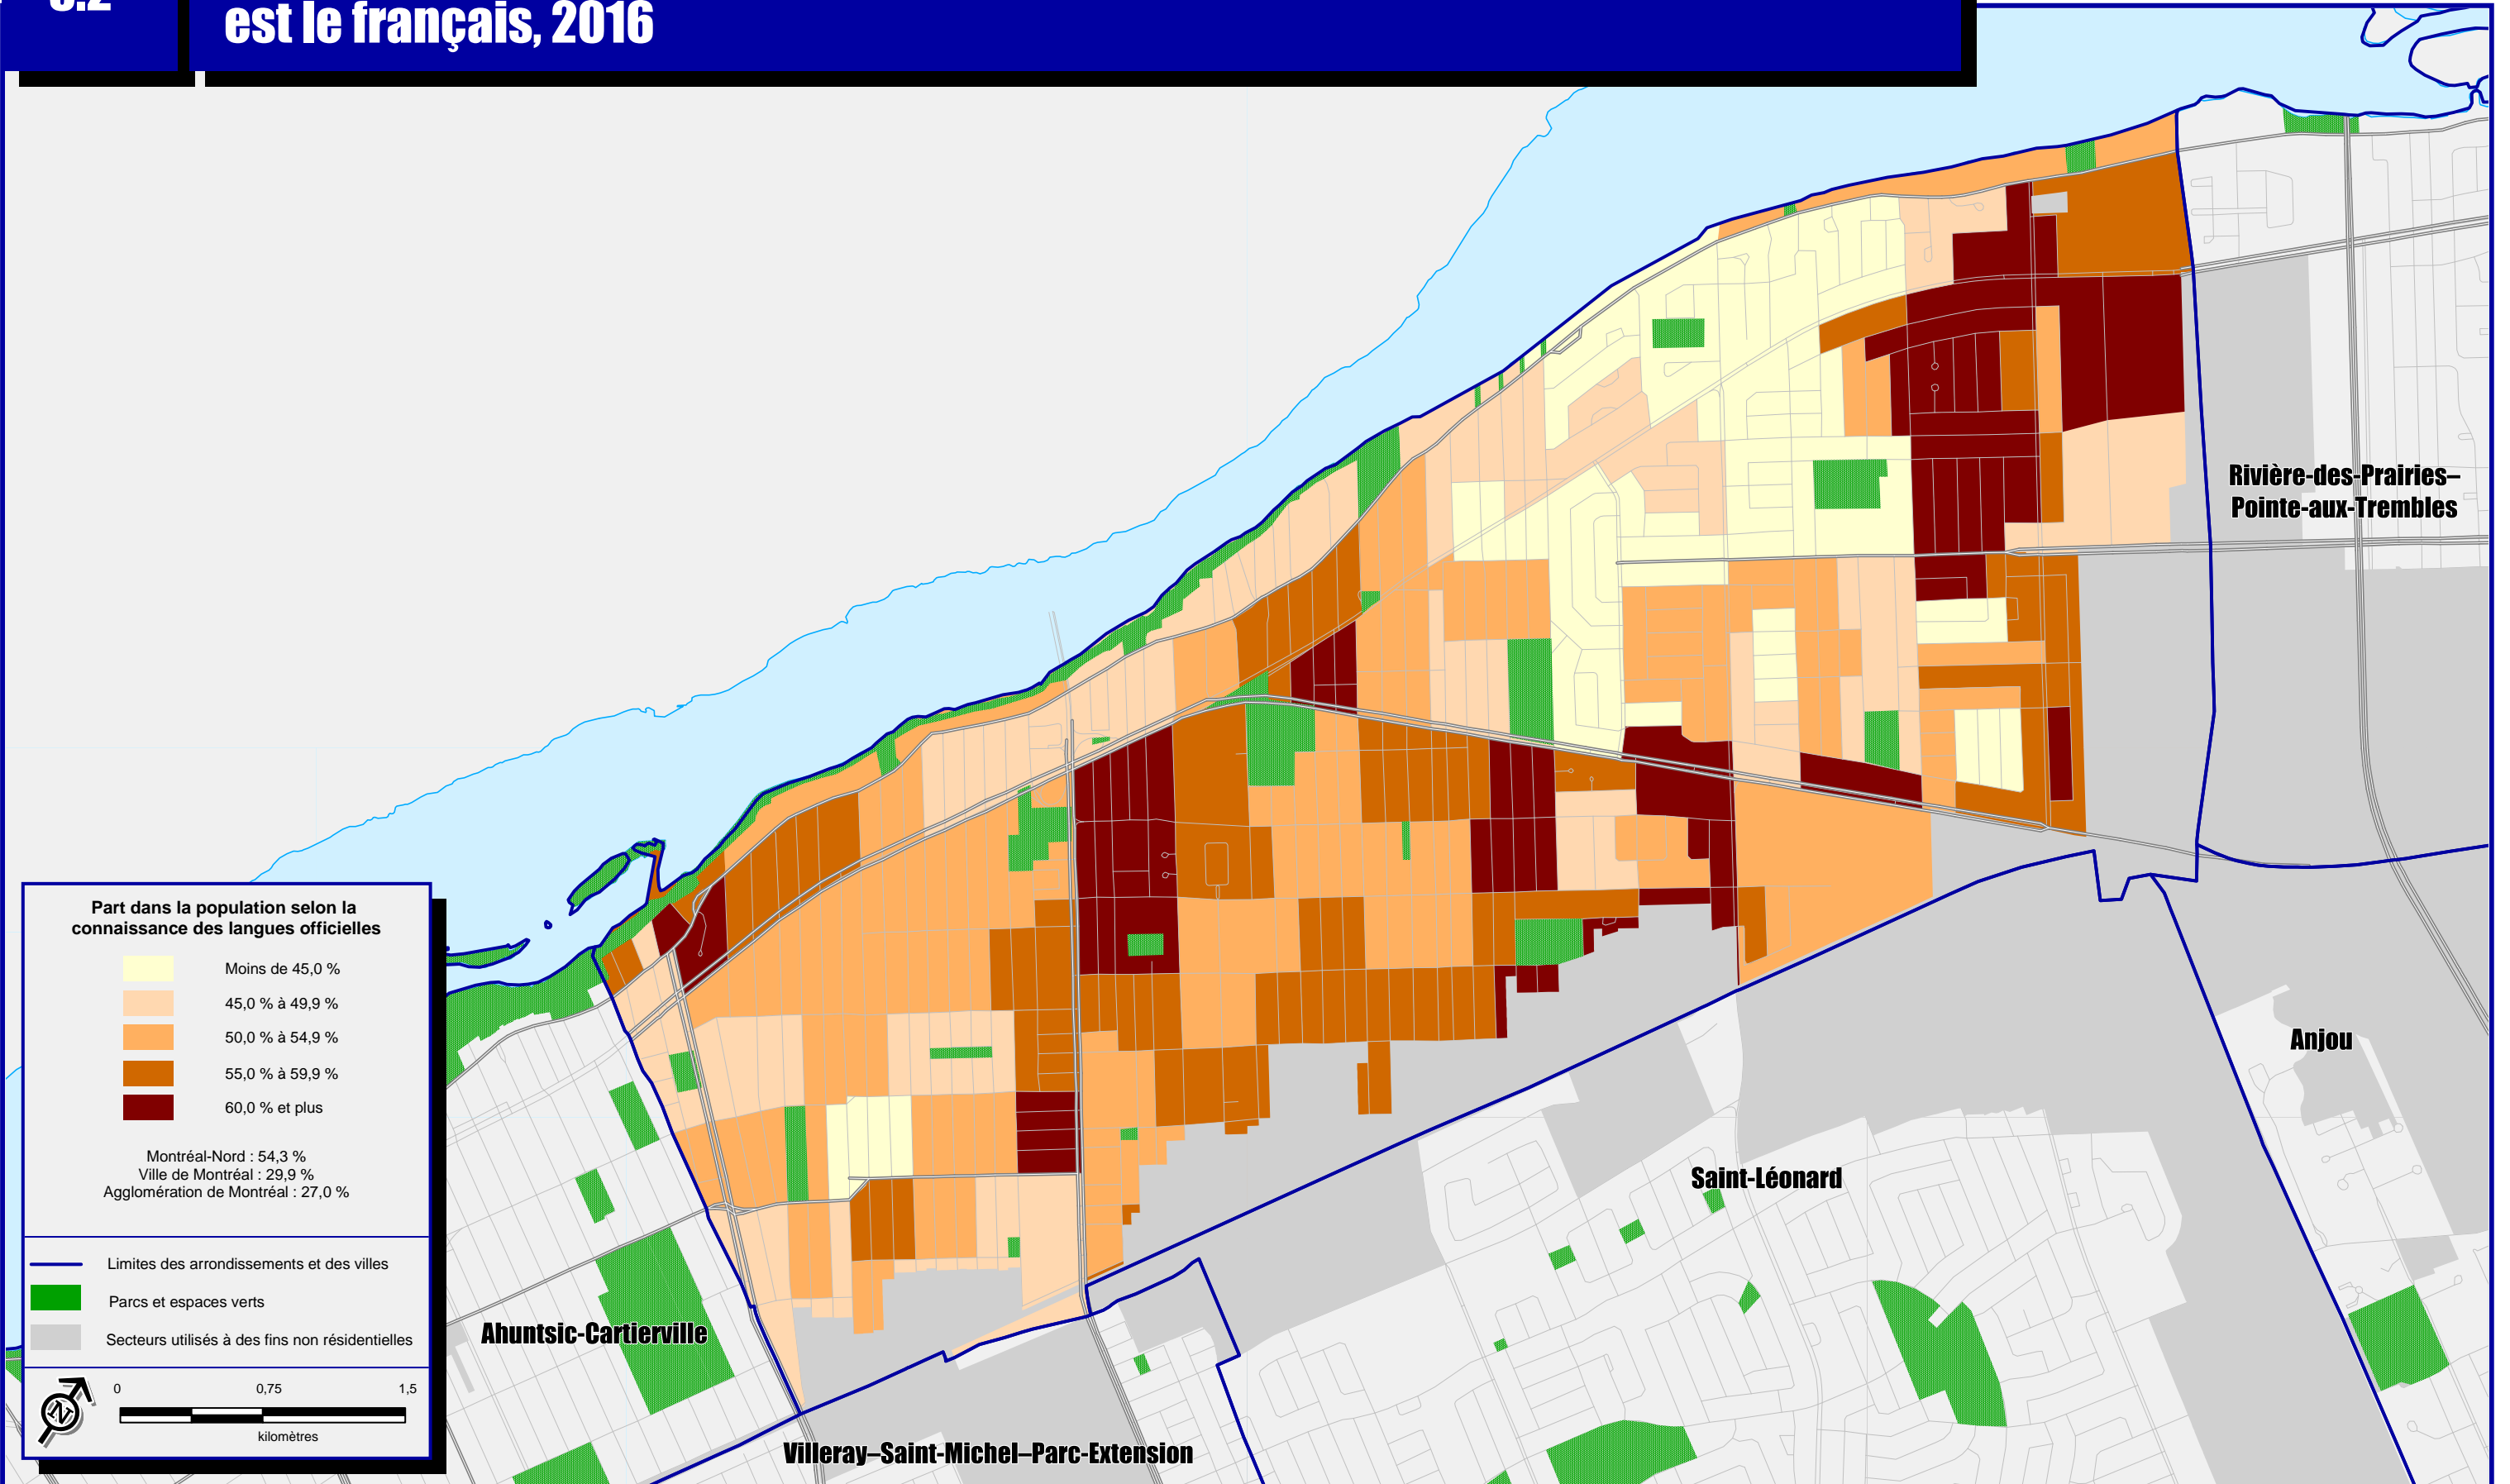 est le français, 2016
Rivière-des-Prairies–
Pointe-aux-Trembles
Anjou
Saint-Léonard
Ahuntsic-Cartierville
Villeray–Saint-Michel–Parc-Extension
Part dans la population selon la
connaissance des langues officielles
Moins de 45,0 %
45,0 % à 49,9 %
50,0 % à 54,9 %
55,0 % à 59,9 %
60,0 % et plus
Montréal-Nord : 54,3 %
Ville de Montréal : 29,9 %
Agglomération de Montréal : 27,0 %
Limites des arrondissements et des villes
Parcs et espaces verts
Secteurs utilisés à des fins non résidentielles
N
0 0,75 1,5
kilomètres